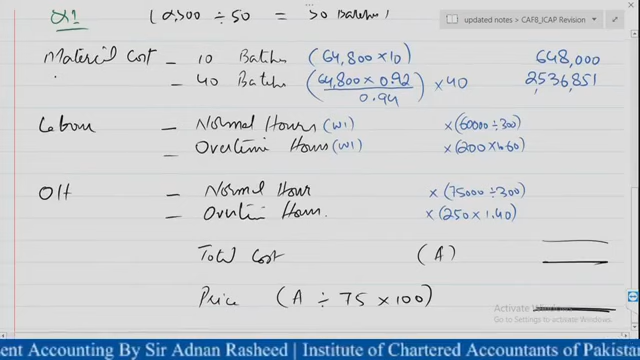 Q1 (2,500 ÷ 50 = 50 Batches)
updated notes > CAF8_ICAP Revision
Material Cost - 10 Batches (64,800 x 10) 648,000
- 40 Batches (64,800 x 0.92 / 0.94) x 40 2,536,851
Labour - Normal Hours (W1) x (60000 ÷ 300)
- Overtime Hours (W1) x (200 x 1.60)
OH - Normal Hour x (75000 ÷ 300)
- Overtime Hour. x (250 x 1.40)
Total Cost (A)
Price (A ÷ 75 x 100)
Activate Windows
Go to Settings to activate Windows.
ent Accounting By Sir Adnan Rasheed | Institute of Chartered Accountants of Pakistan